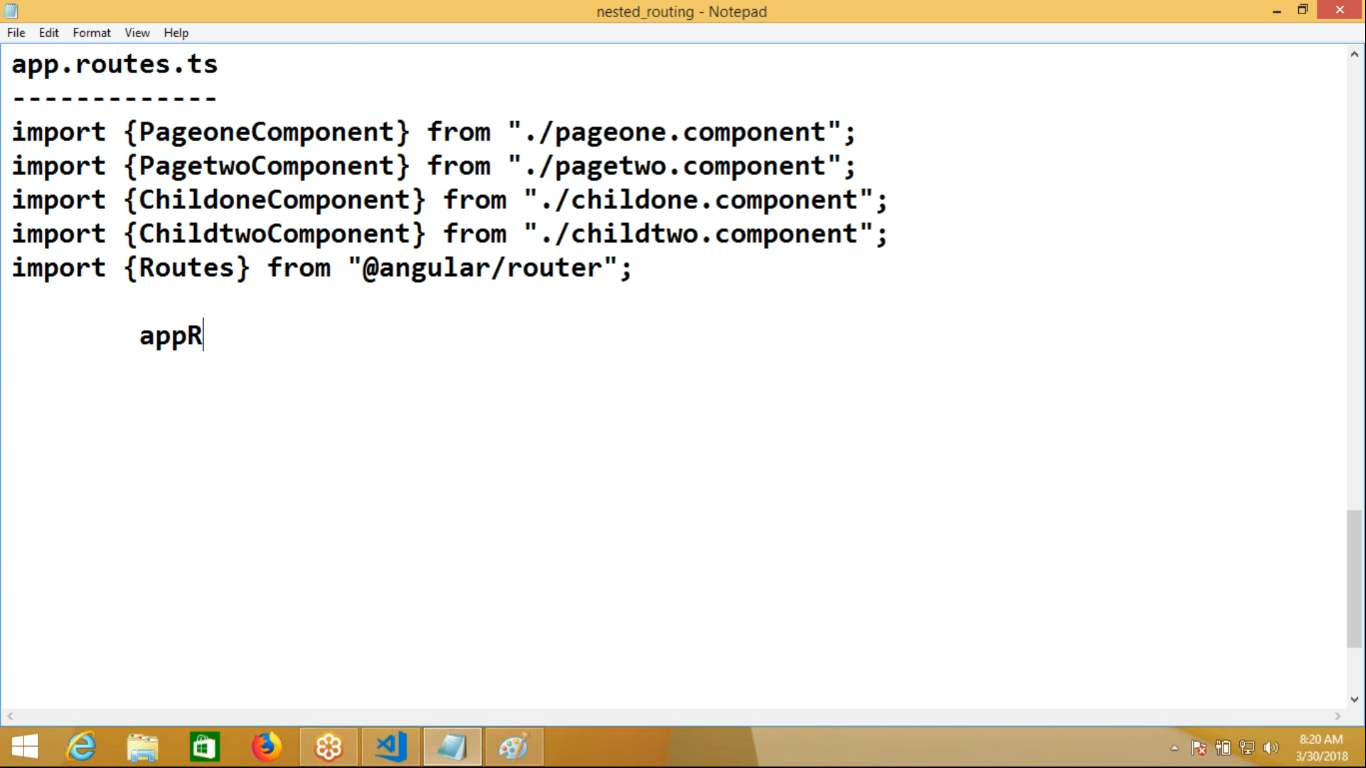 nested_routing - Notepad
File Edit Format View Help
app.routes.ts
-------------
import {PageoneComponent} from "./pageone.component";
import {PagetwoComponent} from "./pagetwo.component";
import {ChildoneComponent} from "./childone.component";
import {ChildtwoComponent} from "./childtwo.component";
import {Routes} from "@angular/router";
appR
8:20 AM
3/30/2018